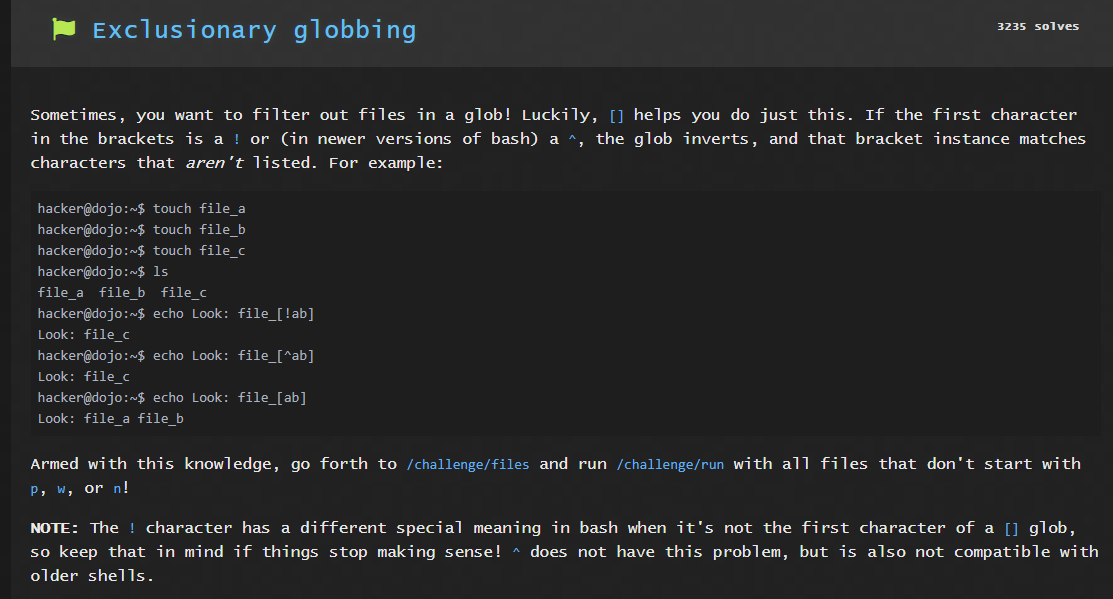 Exclusionary globbing
3235 solves
Sometimes, you want to filter out files in a glob! Luckily, [] helps you do just this. If the first character
in the brackets is a ! or (in newer versions of bash) a ^, the glob inverts, and that bracket instance matches
characters that aren't listed. For example:
hacker@dojo:~$ touch file_a
hacker@dojo:~$ touch file_b
hacker@dojo:~$ touch file_c
hacker@dojo:~$ ls
file_a  file_b  file_c
hacker@dojo:~$ echo Look: file_[!ab]
Look: file_c
hacker@dojo:~$ echo Look: file_[^ab]
Look: file_c
hacker@dojo:~$ echo Look: file_[ab]
Look: file_a file_b
Armed with this knowledge, go forth to /challenge/files and run /challenge/run with all files that don't start with
p, w, or n!
NOTE: The ! character has a different special meaning in bash when it's not the first character of a [] glob,
so keep that in mind if things stop making sense! ^ does not have this problem, but is also not compatible with
older shells.